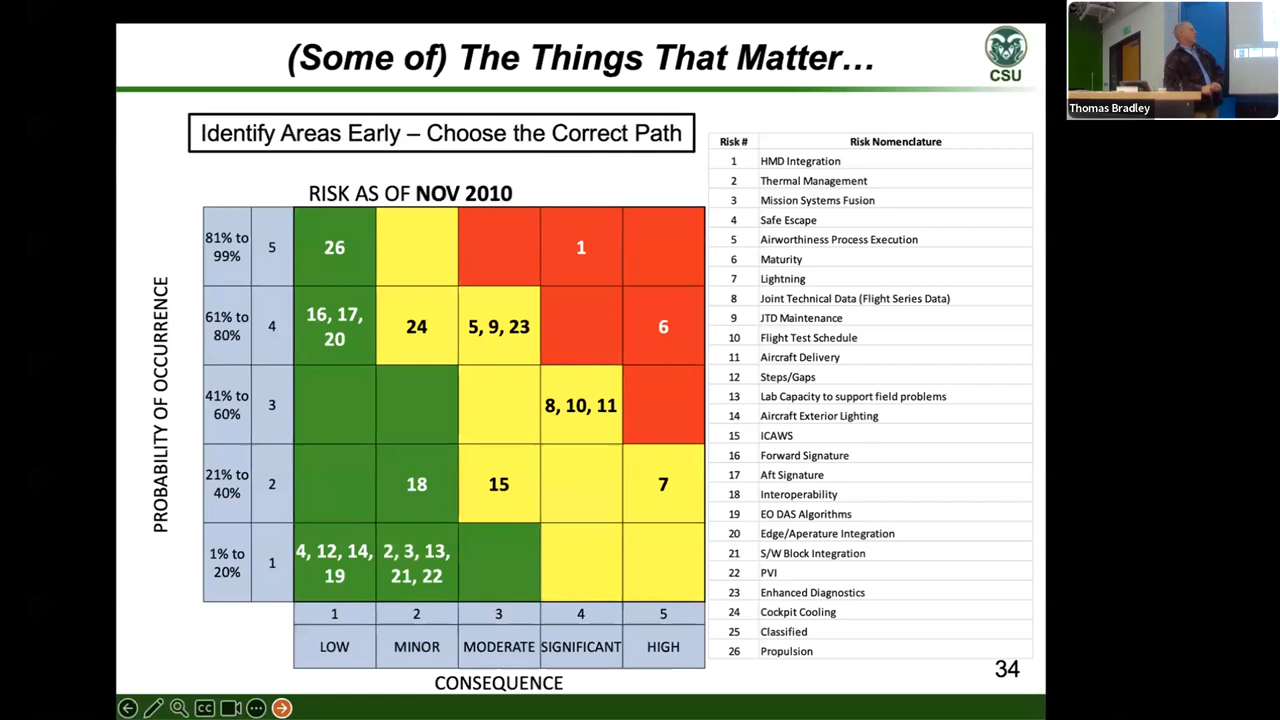 (Some of) The Things That Matter…
CSU
Thomas Bradley
Identify Areas Early – Choose the Correct Path
RISK AS OF NOV 2010
PROBABILITY OF OCCURRENCE
81% to
99%
5
26
1
61% to
80%
4
16, 17,
20
24
5, 9, 23
6
41% to
60%
3
8, 10, 11
21% to
40%
2
18
15
7
1% to
20%
1
4, 12, 14,
19
2, 3, 13,
21, 22
1 2 3 4 5
LOW MINOR MODERATE SIGNIFICANT HIGH
CONSEQUENCE
Risk # Risk Nomenclature
1 HMD Integration
2 Thermal Management
3 Mission Systems Fusion
4 Safe Escape
5 Airworthiness Process Execution
6 Maturity
7 Lightning
8 Joint Technical Data (Flight Series Data)
9 JTD Maintenance
10 Flight Test Schedule
11 Aircraft Delivery
12 Steps/Gaps
13 Lab Capacity to support field problems
14 Aircraft Exterior Lighting
15 ICAWS
16 Forward Signature
17 Aft Signature
18 Interoperability
19 EO DAS Algorithms
20 Edge/Aperature Integration
21 S/W Block Integration
22 PVI
23 Enhanced Diagnostics
24 Cockpit Cooling
25 Classified
26 Propulsion
34
CC